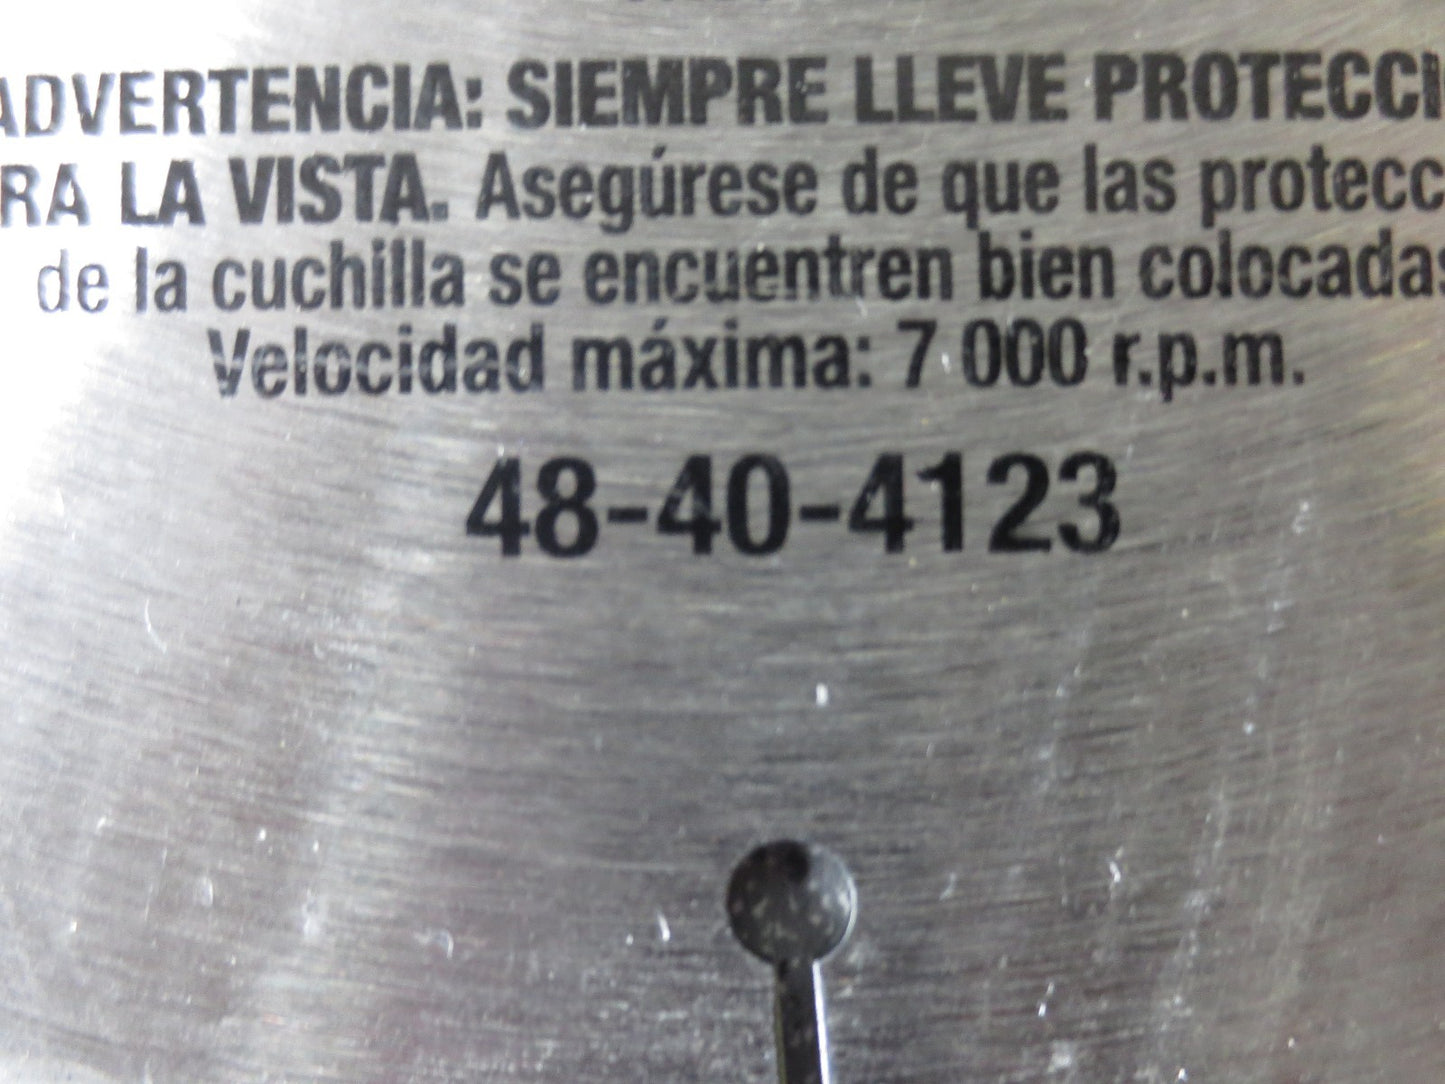 ADVERTENCIA: SIEMPRE LLEVE PROTECCI
RA LA VISTA. Asegúrese de que las protecc
de la cuchilla se encuentren bien colocadas
Velocidad máxima: 7 000 r.p.m.
48-40-4123